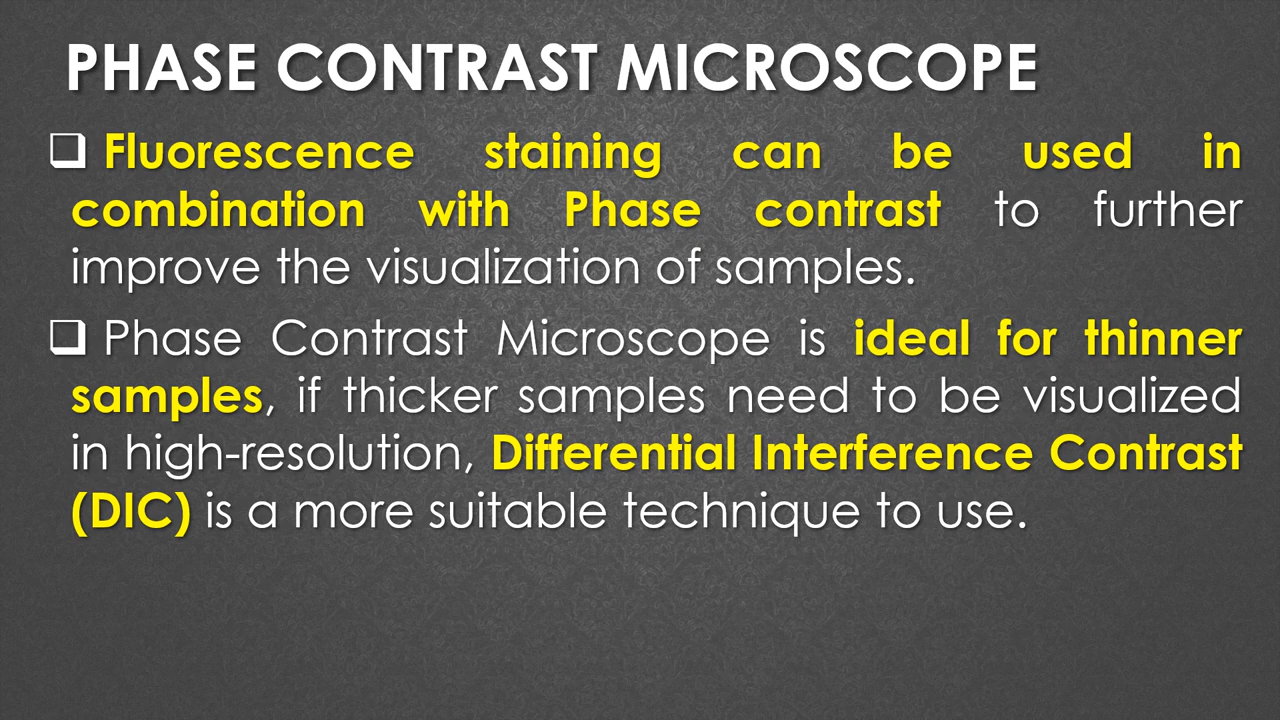 PHASE CONTRAST MICROSCOPE
❑ Fluorescence staining can be used in
combination with Phase contrast to further
improve the visualization of samples.
❑ Phase Contrast Microscope is ideal for thinner
samples, if thicker samples need to be visualized
in high-resolution, Differential Interference Contrast
(DIC) is a more suitable technique to use.